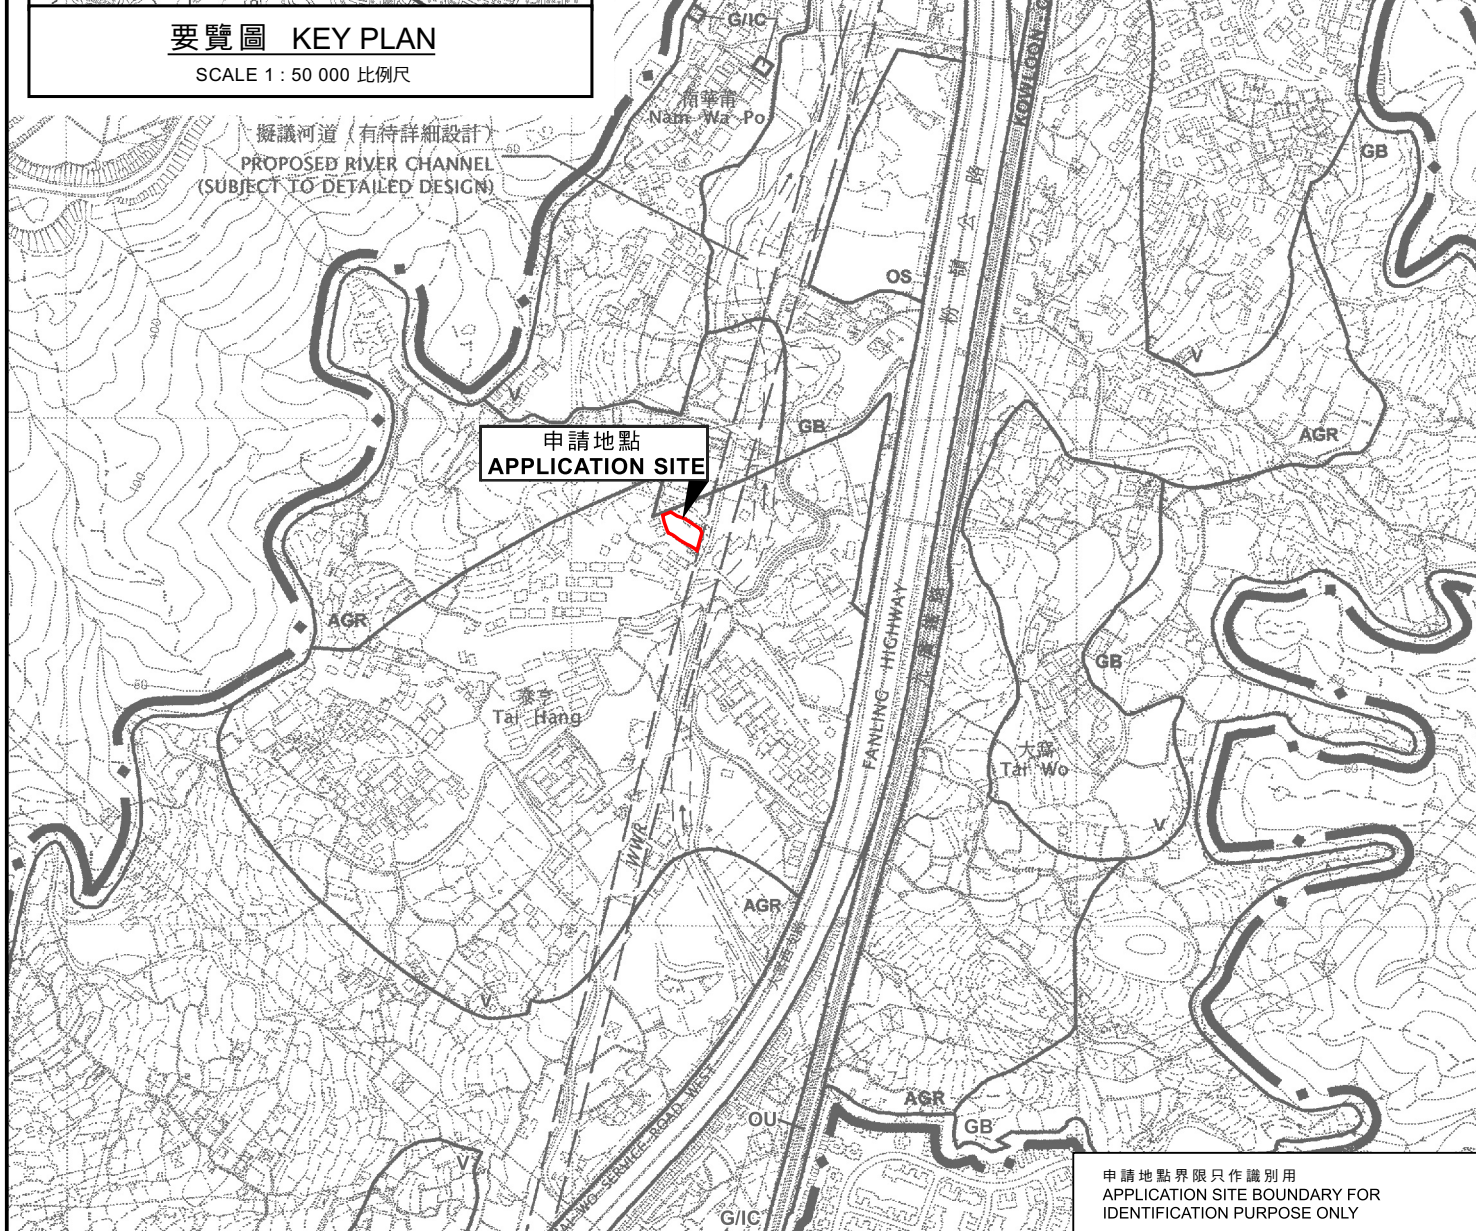 要覽圖 KEY PLAN
SCALE 1 : 50 000 比例尺
G/IC
KOWLOON
南華莆
Nam Wa Po
擬議河道（有待詳細設計）
PROPOSED RIVER CHANNEL
(SUBJECT TO DETAILED DESIGN)
GB
粉嶺公路
OS
V
V
GB
AGR
申請地點
APPLICATION SITE
AGR
FANLING HIGHWAY
GB
泰亨
Tai Hang
大窩
Tai Wo
V
WWR
AGR
V
TAI WO SERVICE ROAD WEST
AGR
OU
GB
V
G/IC
申請地點界限只作識別用
APPLICATION SITE BOUNDARY FOR
IDENTIFICATION PURPOSE ONLY